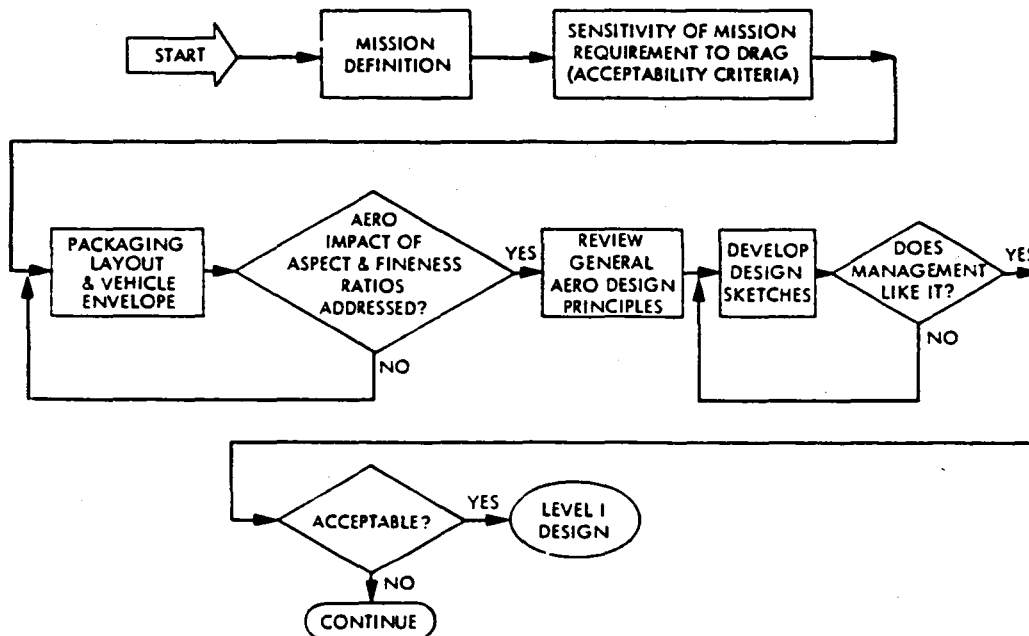 START
MISSION
DEFINITION
SENSITIVITY OF MISSION
REQUIREMENT TO DRAG
(ACCEPTABILITY CRITERIA)
PACKAGING
LAYOUT
& VEHICLE
ENVELOPE
AERO
IMPACT OF
ASPECT & FINENESS
RATIOS
ADDRESSED?
YES
NO
REVIEW
GENERAL
AERO DESIGN
PRINCIPLES
DEVELOP
DESIGN
SKETCHES
DOES
MANAGEMENT
LIKE IT?
YES
NO
ACCEPTABLE?
YES
LEVEL I
DESIGN
NO
CONTINUE